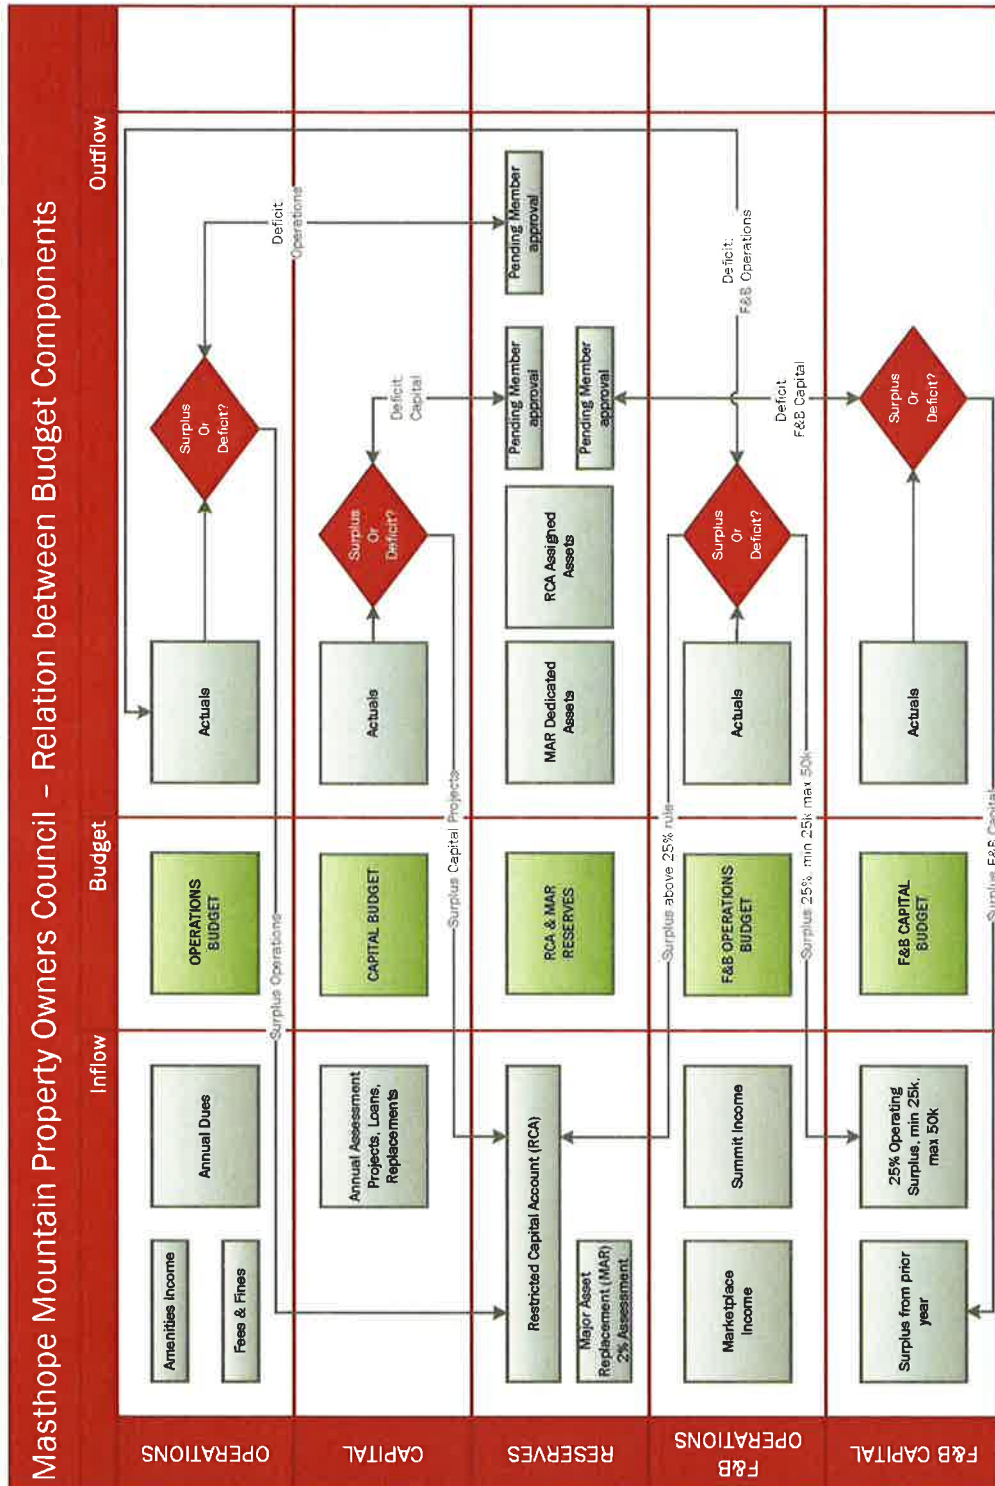 Masthope Mountain Property Owners Council – Relation between Budget Components
Inflow
Budget
Outflow
OPERATIONS
Amenities Income
Fees & Fines
Annual Dues
OPERATIONS
BUDGET
Actuals
Surplus
Or
Deficit?
Deficit:
Operations
Surplus Operations
CAPITAL
Annual Assessment
Projects, Loans,
Replacements
CAPITAL BUDGET
Actuals
Surplus
Or
Deficit?
Deficit:
Capital
Surplus Capital Projects
RESERVES
Restricted Capital Account (RCA)
Major Asset
Replacement (MAR)
2% Assessment
RCA & MAR
RESERVES
MAR Dedicated
Assets
RCA Assigned
Assets
Pending Member
approval
Pending Member
approval
Pending Member
approval
Surplus above 25% rule
F&B
OPERATIONS
Marketplace
Income
Summit Income
F&B OPERATIONS
BUDGET
Actuals
Surplus
Or
Deficit?
Deficit:
F&B Operations
Surplus 25%, min 25k max 50k
Deficit:
F&B Capital
F&B CAPITAL
Surplus from prior
year
25% Operating
Surplus, min 25k,
max 50k
F&B CAPITAL
BUDGET
Actuals
Surplus
Or
Deficit?
Surplus F&B Capital